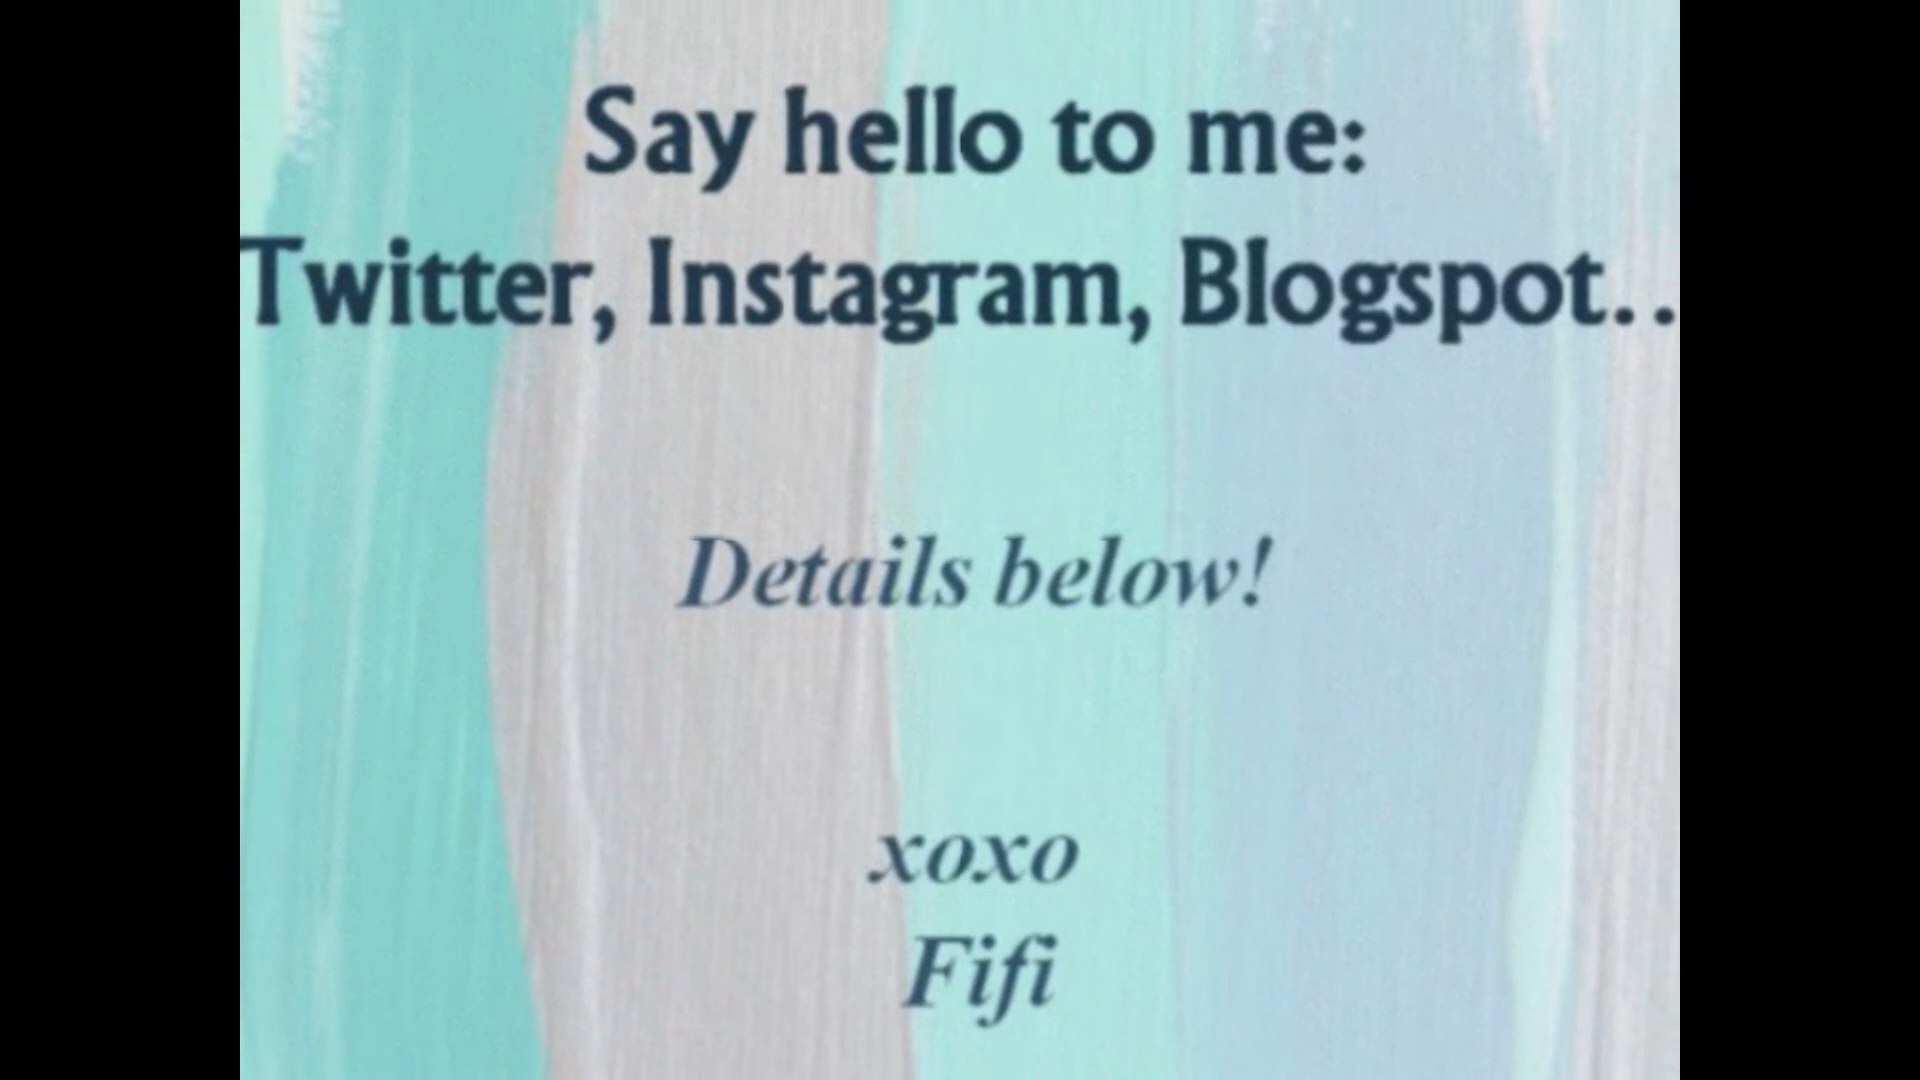 Say hello to me:
Twitter, Instagram, Blogspot..
Details below!
xoxo
Fifi